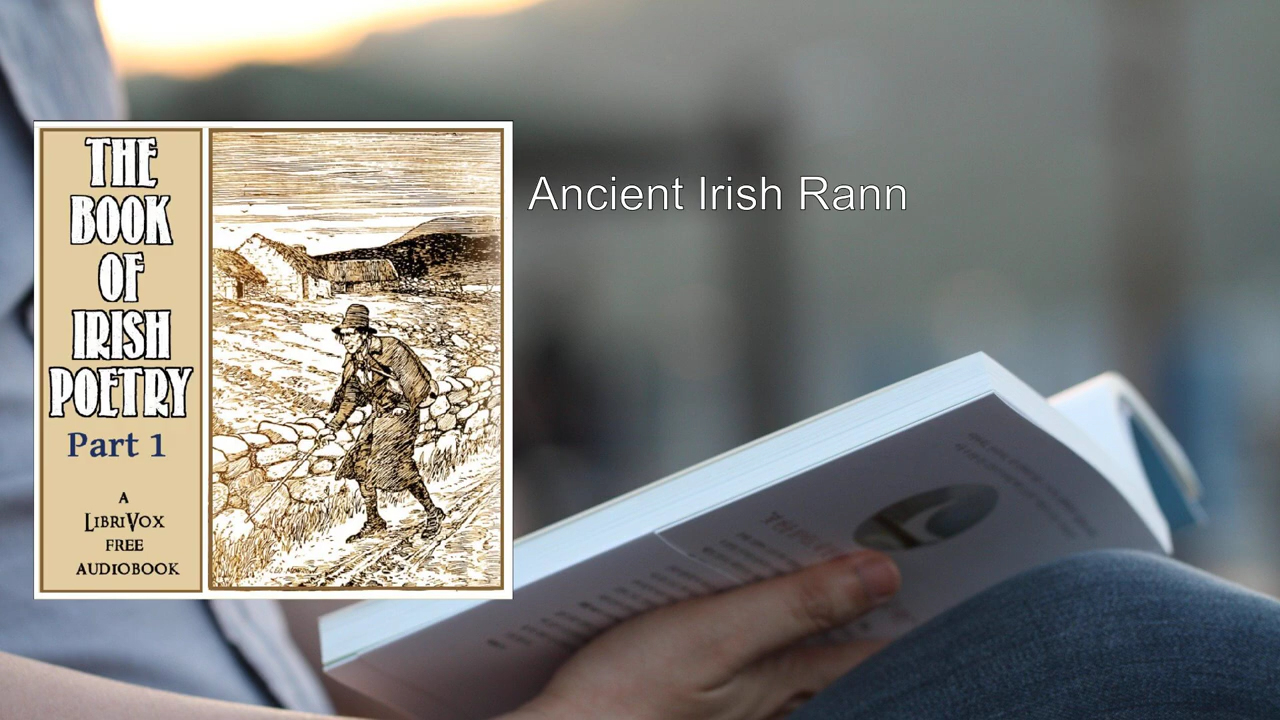 THE
BOOK
OF
IRISH
POETRY
Part 1
A
LIBRIVOX
FREE
AUDIOBOOK
Ancient Irish Rann